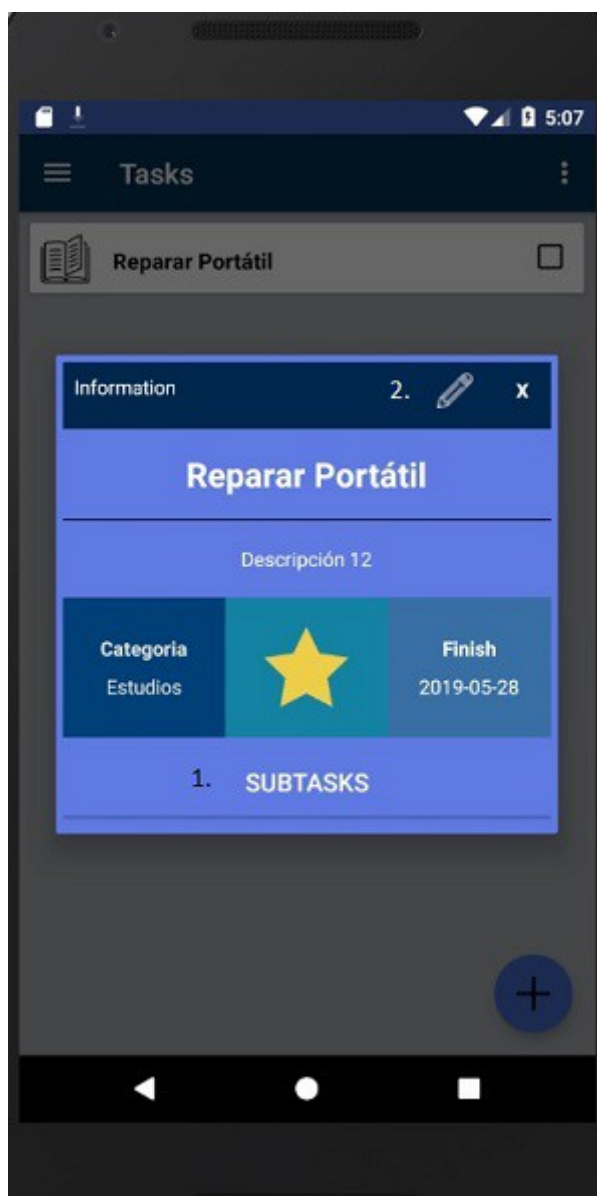 5:07
Tasks
Reparar Portátil
Information 2. x
Reparar Portátil
Descripción 12
Categoria
Estudios
Finish
2019-05-28
1. SUBTASKS